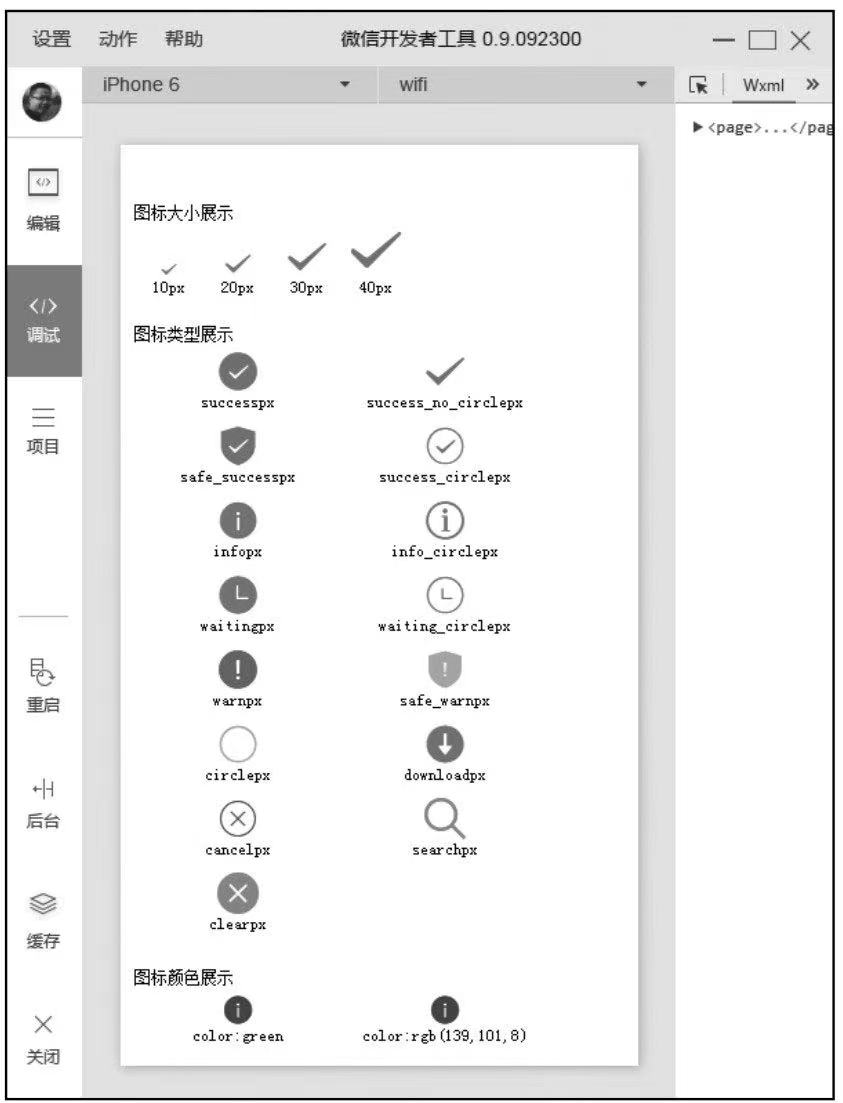 设置 动作 帮助 微信开发者工具 0.9.092300
iPhone 6 wifi Wxml
<page>...</pag
编辑
调试
项目
重启
后台
缓存
关闭
图标大小展示
10px 20px 30px 40px
图标类型展示
successpx success_no_circlepx
safe_successpx success_circlepx
infopx info_circlepx
waitingpx waiting_circlepx
warnpx safe_warnpx
circlepx downloadpx
cancelpx searchpx
clearpx
图标颜色展示
color:green color:rgb(139,101,8)